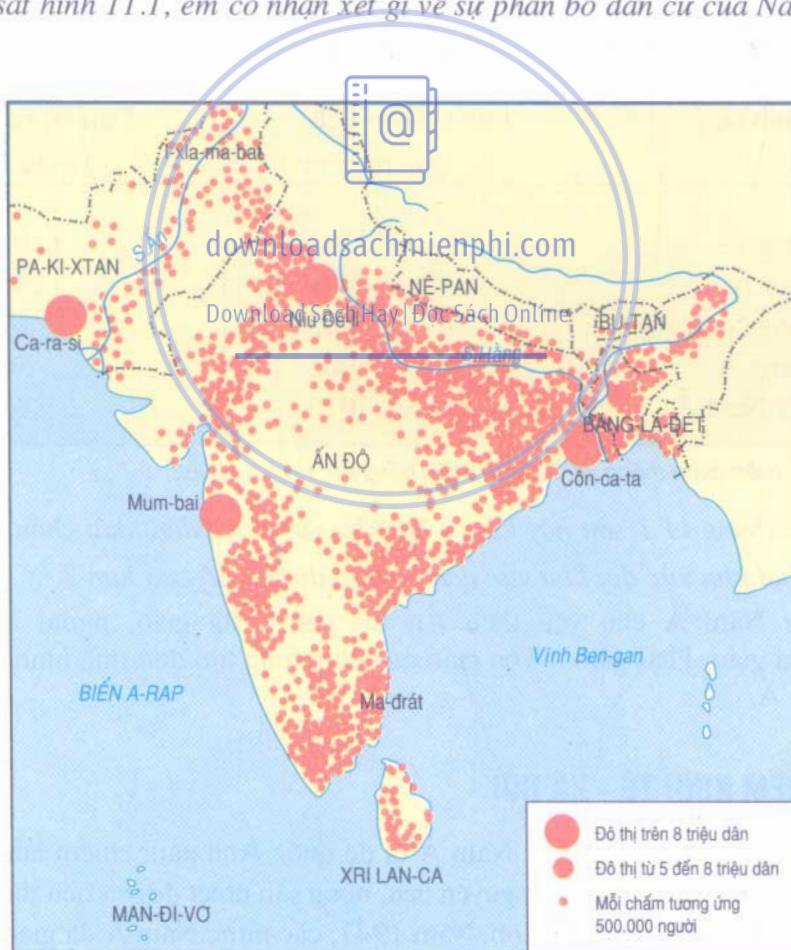 sát hình 11.1, em có nhận xét gì về sự phân bố dân cư của Na
@
I-xla-ma-bat
downloadsachmienphi.com
S.Ấn
PA-KI-XTAN
NÊ-PAN
Download Sách Hay | Đọc Sách Online
Niu Đê-li
BU-TAN
Ca-ra-si
S.Hằng
BĂNG-LA-ĐÉT
ẤN ĐỘ
Côn-ca-ta
Mum-bai
Vịnh Ben-gan
BIỂN A-RAP
Ma-đrát
XRI LAN-CA
MAN-ĐI-VƠ
Đô thị trên 8 triệu dân
Đô thị từ 5 đến 8 triệu dân
Mỗi chấm tương ứng
500.000 người